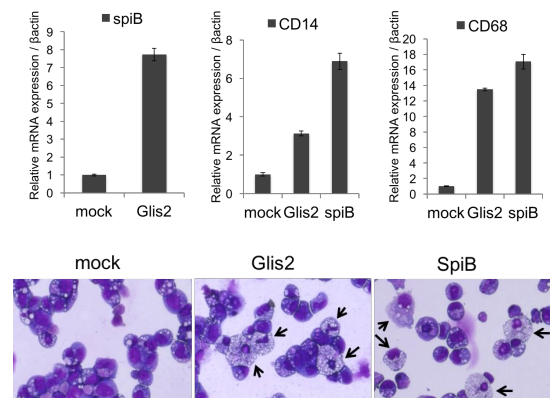 spiB
Relative mRNA expression / βactin
9
8
7
6
5
4
3
2
1
0
mock Glis2
CD14
Relative mRNA expression / βactin
8
6
4
2
0
mock Glis2 spiB
CD68
Relative mRNA expression / βactin
20
18
16
14
12
10
8
6
4
2
0
mock Glis2 spiB
mock Glis2 SpiB